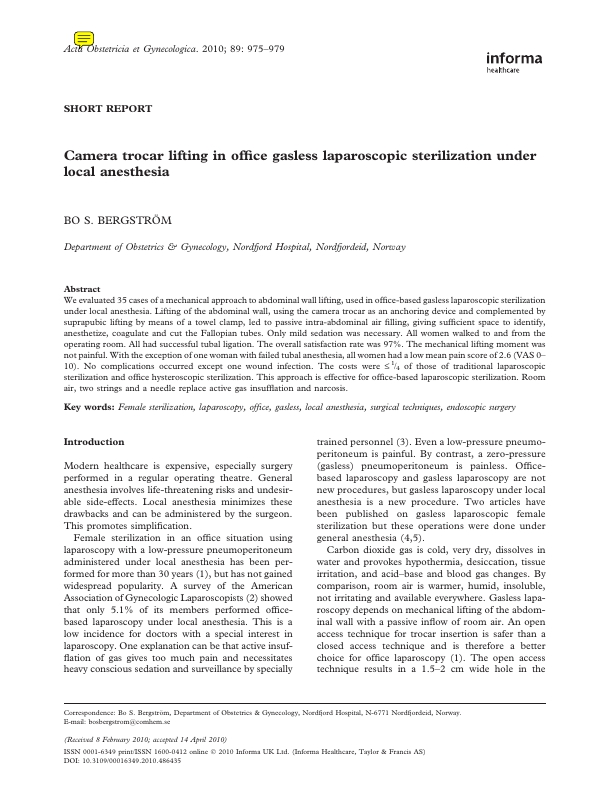 Acta Obstetricia et Gynecologica. 2010; 89: 975–979
informa
healthcare
SHORT REPORT
Camera trocar lifting in office gasless laparoscopic sterilization under
local anesthesia
BO S. BERGSTRÖM
Department of Obstetrics & Gynecology, Nordfjord Hospital, Nordfjordeid, Norway
Abstract
We evaluated 35 cases of a mechanical approach to abdominal wall lifting, used in office-based gasless laparoscopic sterilization
under local anesthesia. Lifting of the abdominal wall, using the camera trocar as an anchoring device and complemented by
suprapubic lifting by means of a towel clamp, led to passive intra-abdominal air filling, giving sufficient space to identify,
anesthetize, coagulate and cut the Fallopian tubes. Only mild sedation was necessary. All women walked to and from the
operating room. All had successful tubal ligation. The overall satisfaction rate was 97%. The mechanical lifting moment was
not painful. With the exception of one woman with failed tubal anesthesia, all women had a low mean pain score of 2.6 (VAS 0–
10). No complications occurred except one wound infection. The costs were ≤ 1/4 of those of traditional laparoscopic
sterilization and office hysteroscopic sterilization. This approach is effective for office-based laparoscopic sterilization. Room
air, two strings and a needle replace active gas insufflation and narcosis.
Key words: Female sterilization, laparoscopy, office, gasless, local anesthesia, surgical techniques, endoscopic surgery
Introduction
Modern healthcare is expensive, especially surgery
performed in a regular operating theatre. General
anesthesia involves life-threatening risks and undesir-
able side-effects. Local anesthesia minimizes these
drawbacks and can be administered by the surgeon.
This promotes simplification.
Female sterilization in an office situation using
laparoscopy with a low-pressure pneumoperitoneum
administered under local anesthesia has been per-
formed for more than 30 years (1), but has not gained
widespread popularity. A survey of the American
Association of Gynecologic Laparoscopists (2) showed
that only 5.1% of its members performed office-
based laparoscopy under local anesthesia. This is a
low incidence for doctors with a special interest in
laparoscopy. One explanation can be that active insuf-
flation of gas gives too much pain and necessitates
heavy conscious sedation and surveillance by specially
trained personnel (3). Even a low-pressure pneumo-
peritoneum is painful. By contrast, a zero-pressure
(gasless) pneumoperitoneum is painless. Office-
based laparoscopy and gasless laparoscopy are not
new procedures, but gasless laparoscopy under local
anesthesia is a new procedure. Two articles have
been published on gasless laparoscopic female
sterilization but these operations were done under
general anesthesia (4,5).
Carbon dioxide gas is cold, very dry, dissolves in
water and provokes hypothermia, desiccation, tissue
irritation, and acid–base and blood gas changes. By
comparison, room air is warmer, humid, insoluble,
not irritating and available everywhere. Gasless lapa-
roscopy depends on mechanical lifting of the abdom-
inal wall with a passive inflow of room air. An open
access technique for trocar insertion is safer than a
closed access technique and is therefore a better
choice for office laparoscopy (1). The open access
technique results in a 1.5–2 cm wide hole in the
Correspondence: Bo S. Bergström, Department of Obstetrics & Gynecology, Nordfjord Hospital, N-6771 Nordfjordeid, Norway.
E-mail: bosbergstrom@comhem.se
(Received 8 February 2010; accepted 14 April 2010)
ISSN 0001-6349 print/ISSN 1600-0412 online © 2010 Informa UK Ltd. (Informa Healthcare, Taylor & Francis AS)
DOI: 10.3109/00016349.2010.486435